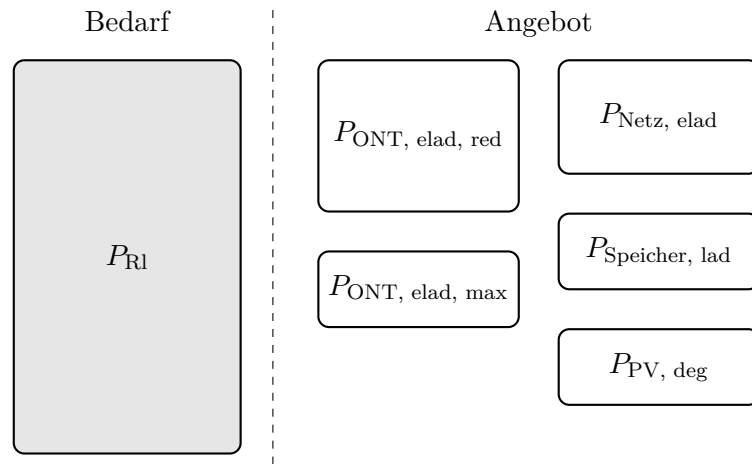 Bedarf
Angebot
P_Rl
P_ONT, elad, red
P_ONT, elad, max
P_Netz, elad
P_Speicher, lad
P_PV, deg